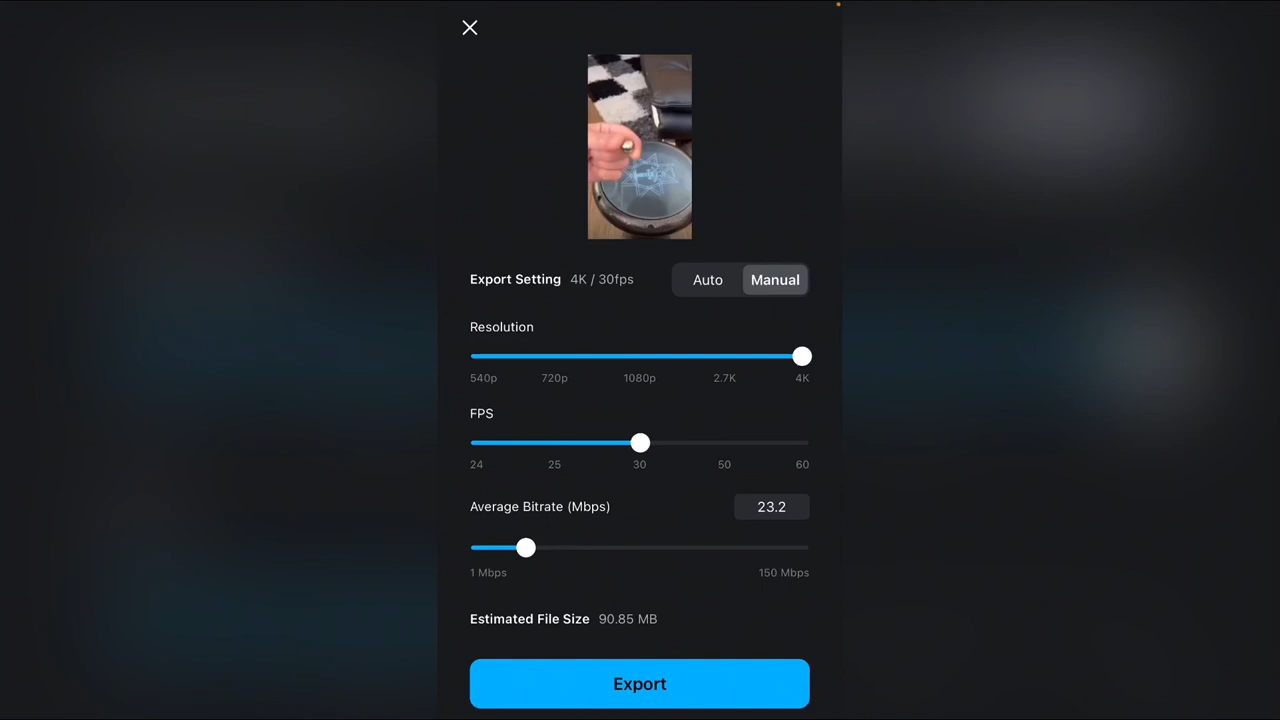 Export Setting 4K / 30fps Auto Manual
Resolution
540p 720p 1080p 2.7K 4K
FPS
24 25 30 50 60
Average Bitrate (Mbps) 23.2
1 Mbps 150 Mbps
Estimated File Size 90.85 MB
Export